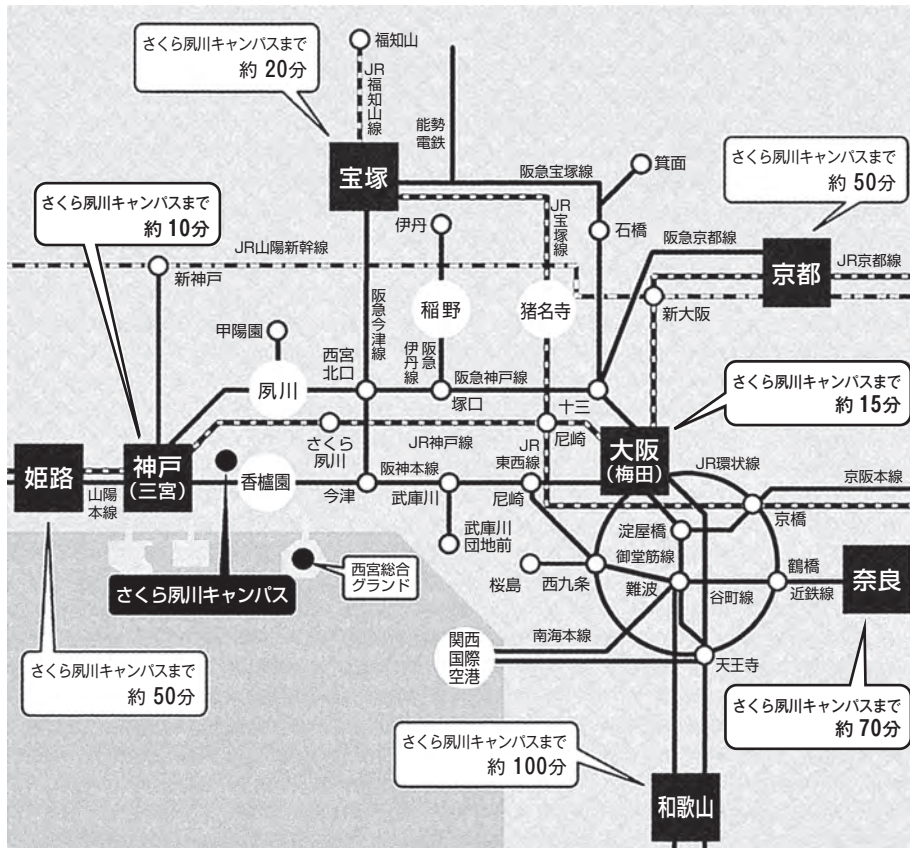 さくら夙川キャンパスまで
約 20分
福知山
JR福知山線
能勢電鉄
宝塚
阪急宝塚線
箕面
さくら夙川キャンパスまで
約 50分
さくら夙川キャンパスまで
約 10分
伊丹
JR宝塚線
石橋
阪急京都線
京都
JR京都線
JR山陽新幹線
新神戸
新大阪
稲野
猪名寺
阪急今津線
甲陽園
西宮
北口
阪急
伊丹線
阪急神戸線
夙川
塚口
十三
さくら夙川キャンパスまで
約 15分
さくら
夙川
JR神戸線
尼崎
大阪
(梅田)
JR
東西線
JR環状線
姫路
神戸
(三宮)
山陽
本線
香櫨園
今津
阪神本線
武庫川
尼崎
京阪本線
京橋
淀屋橋
武庫川
団地前
西宮総合
グランド
さくら夙川キャンパス
桜島
西九条
御堂筋線
難波
谷町線
鶴橋
近鉄線
奈良
関西
国際
空港
南海本線
天王寺
さくら夙川キャンパスまで
約 50分
さくら夙川キャンパスまで
約 70分
さくら夙川キャンパスまで
約 100分
和歌山